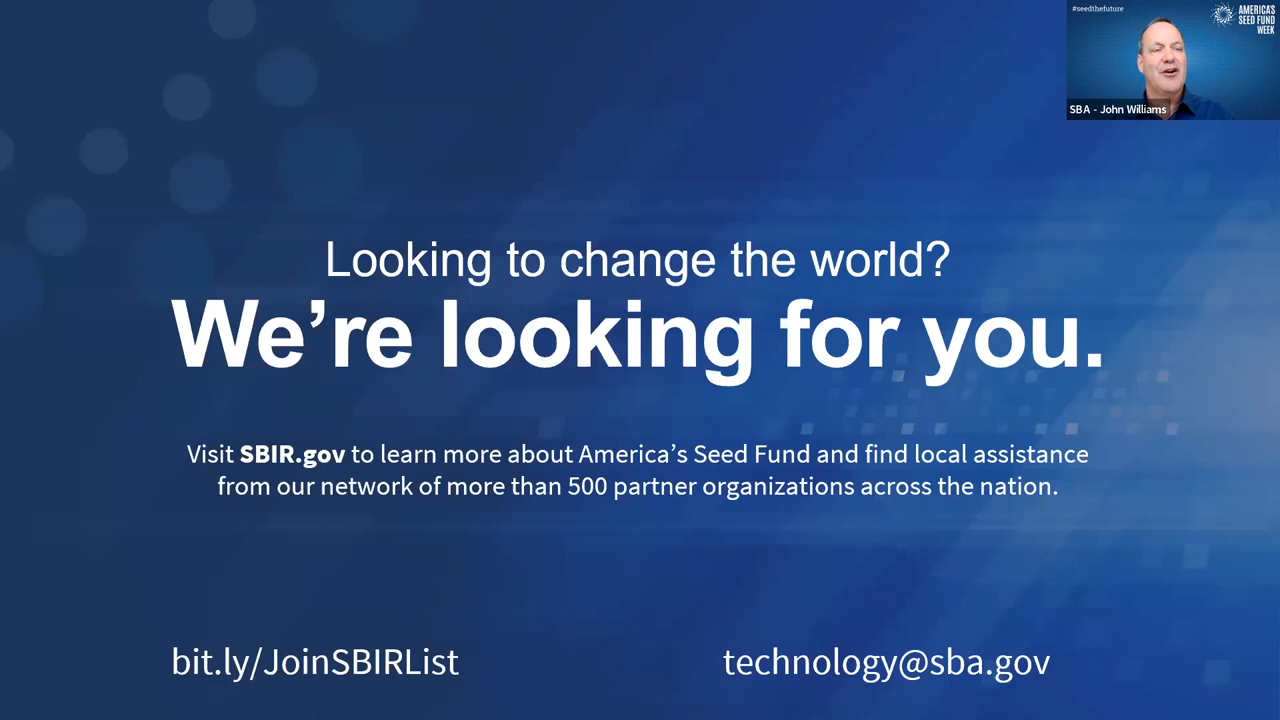 #seedthefuture
AMERICA'S
SEED FUND
WEEK
SBA - John Williams
Looking to change the world?
We’re looking for you.
Visit SBIR.gov to learn more about America’s Seed Fund and find local assistance
from our network of more than 500 partner organizations across the nation.
bit.ly/JoinSBIRList
technology@sba.gov